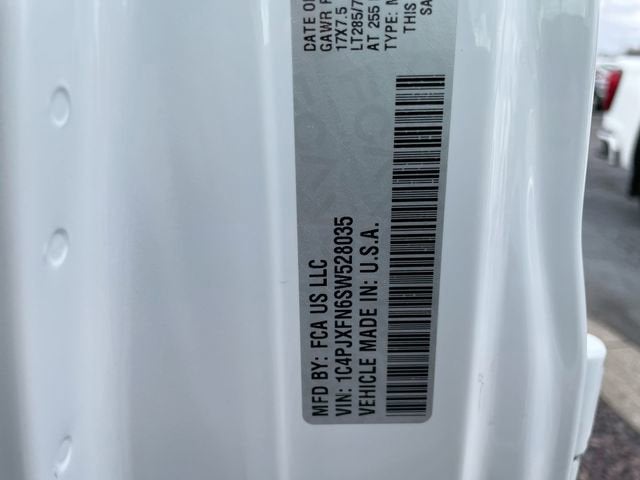 MFD BY: FCA US LLC
VIN: 1C4PJXFN6SW528035
VEHICLE MADE IN: U.S.A.
DATE OF
GAWR
17X7.5
LT285/7
AT 255
TYPE:
THIS
SA